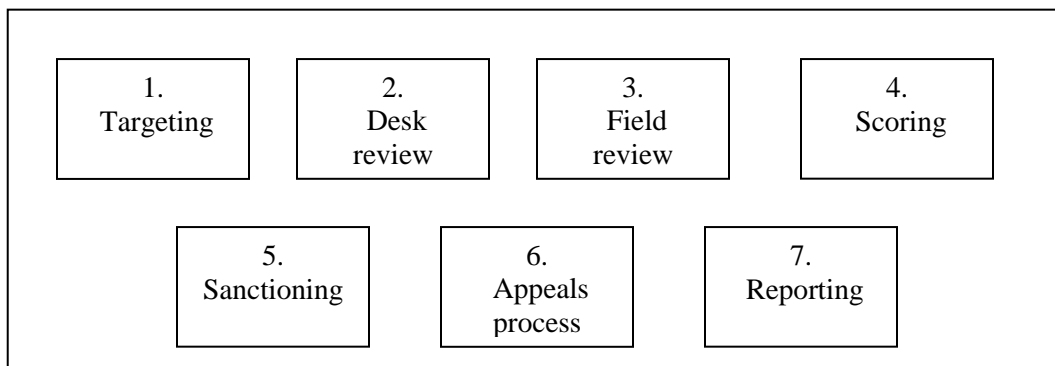 1.
Targeting
2.
Desk
review
3.
Field
review
4.
Scoring
5.
Sanctioning
6.
Appeals
process
7.
Reporting